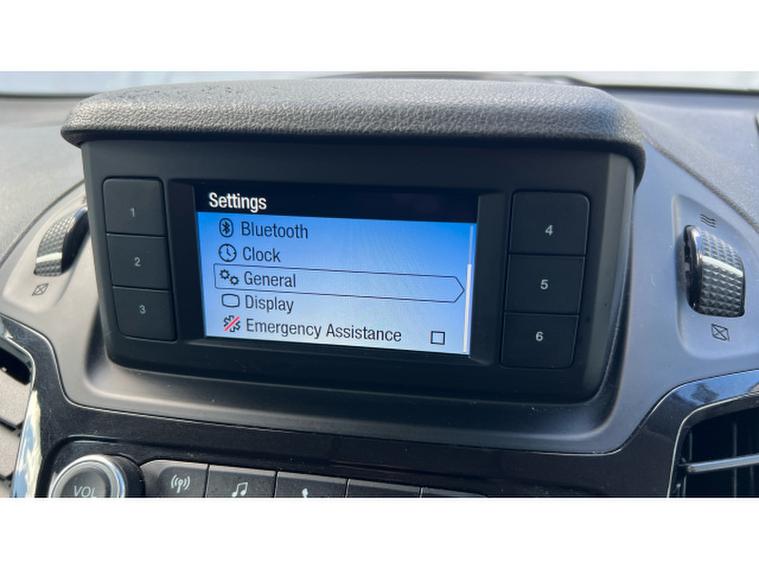 Settings
Bluetooth
Clock
General
Display
Emergency Assistance
1
2
3
4
5
6
VOL